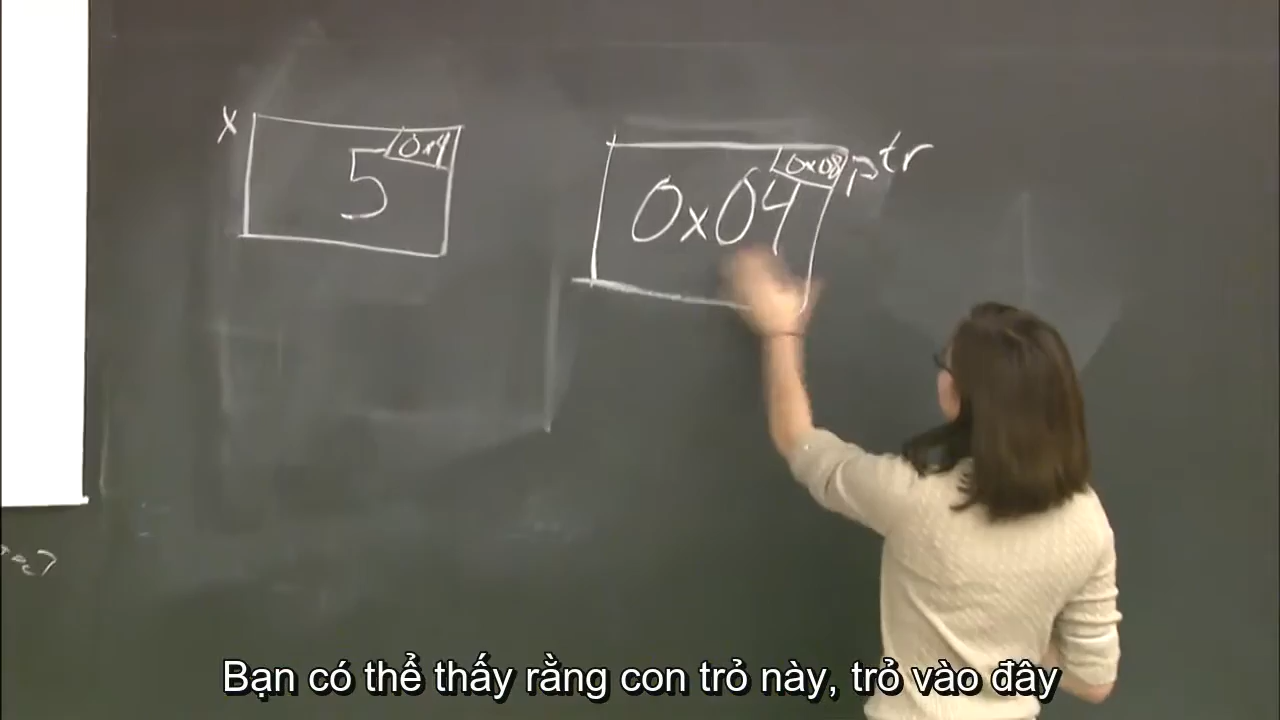 x
5
0x4
0x04
0x08
ptr
Bạn có thể thấy rằng con trỏ này, trỏ vào đây